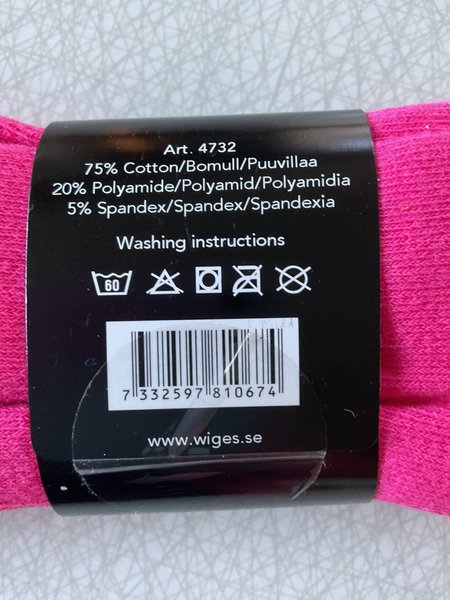 Art. 4732
75% Cotton/Bomull/Puuvillaa
20% Polyamide/Polyamid/Polyamidia
5% Spandex/Spandex/Spandexia
Washing instructions
60
7 332597 810674
www.wiges.se